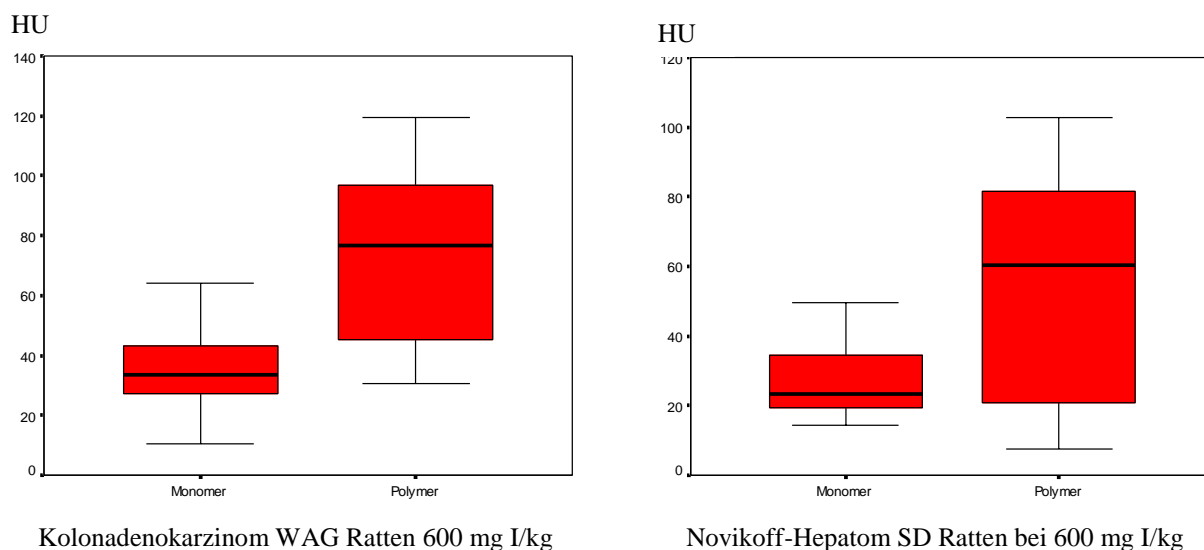 HU
140
120
100
80
60
40
20
0
Monomer Polymer
Kolonadenokarzinom WAG Ratten 600 mg I/kg
HU
120
100
80
60
40
20
0
Monomer Polymer
Novikoff-Hepatom SD Ratten bei 600 mg I/kg